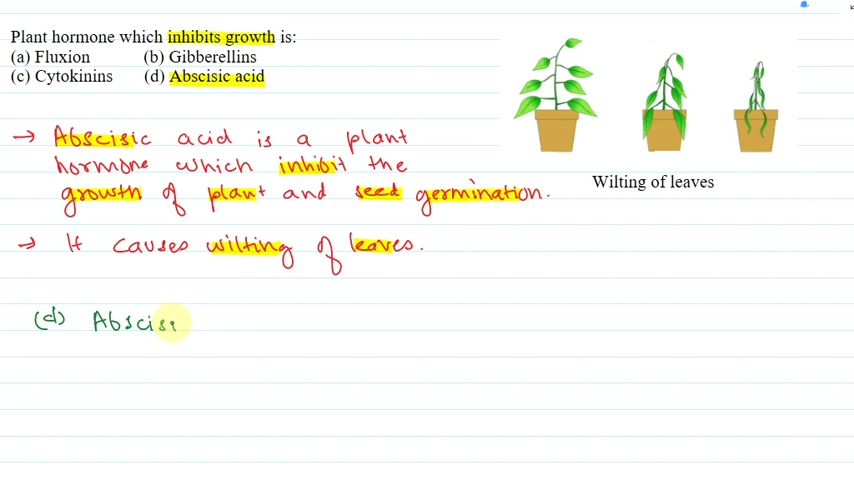 Plant hormone which inhibits growth is:
(a) Fluxion (b) Gibberellins
(c) Cytokinins (d) Abscisic acid
→ Abscisic acid is a plant
hormone which inhibit the
growth of plant and seed germination.
Wilting of leaves
→ It causes wilting of leaves.
(d) Abscisi